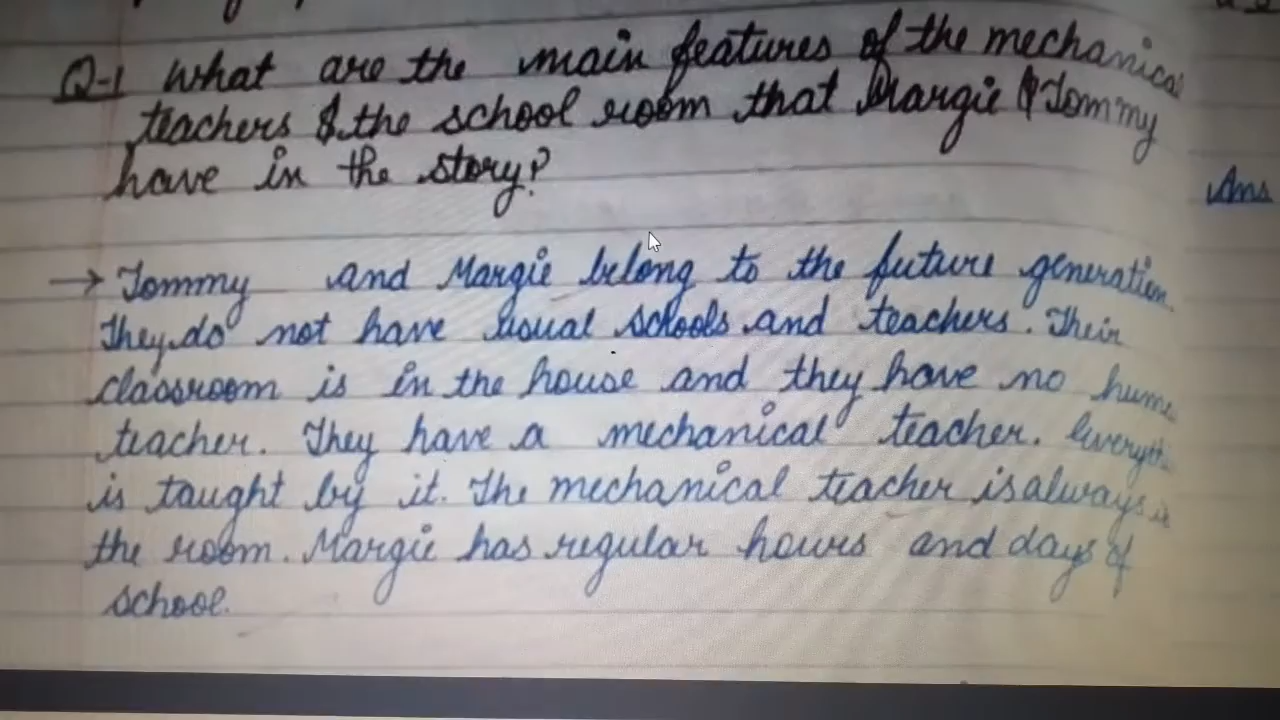 Q-1 What are the main features of the mechanical
teachers & the school room that Margie & Tommy
have in the story?
Ans
→ Tommy and Margie belong to the future generation.
They do not have usual schools and teachers. Their
classroom is in the house and they have no
teacher. They have a mechanical teacher.
is taught by it. The mechanical teacher is always
the room. Margie has regular hours and days of
school.